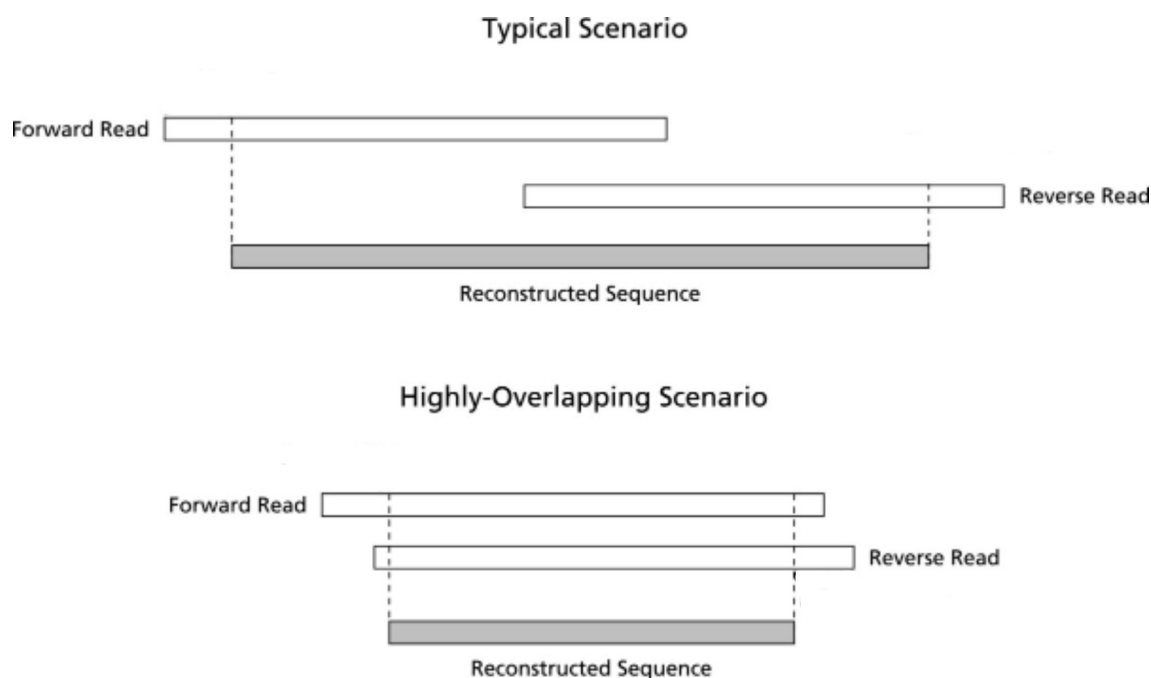 Typical Scenario
Forward Read
Reverse Read
Reconstructed Sequence
Highly-Overlapping Scenario
Forward Read
Reverse Read
Reconstructed Sequence